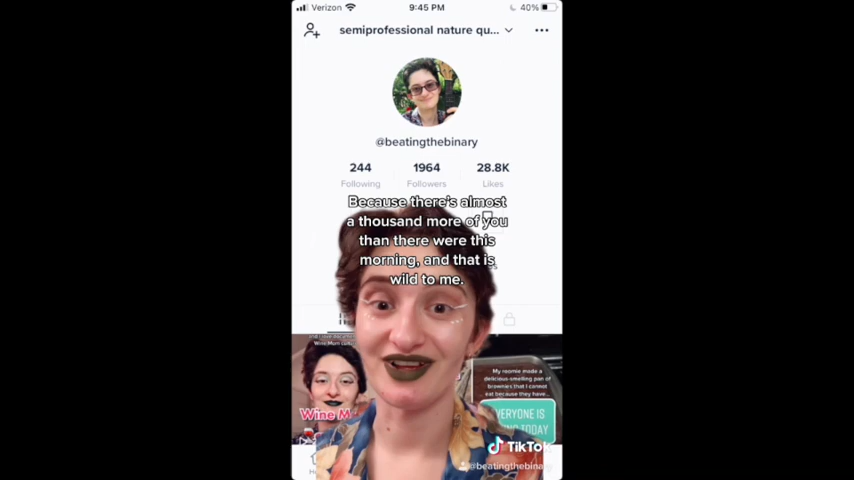 Verizon
9:45 PM
40%
semiprofessional nature qu...
@beatingthebinary
244
1964
28.8K
Following
Followers
Likes
Because there's almost
a thousand more of you
than there were this
morning, and that is
wild to me.
Wine Mom
My roomie made a
delicious-smelling pan of
brownies that I cannot
eat because they have...
EVERYONE IS
TODAY
TikTok
@beatingthebinary